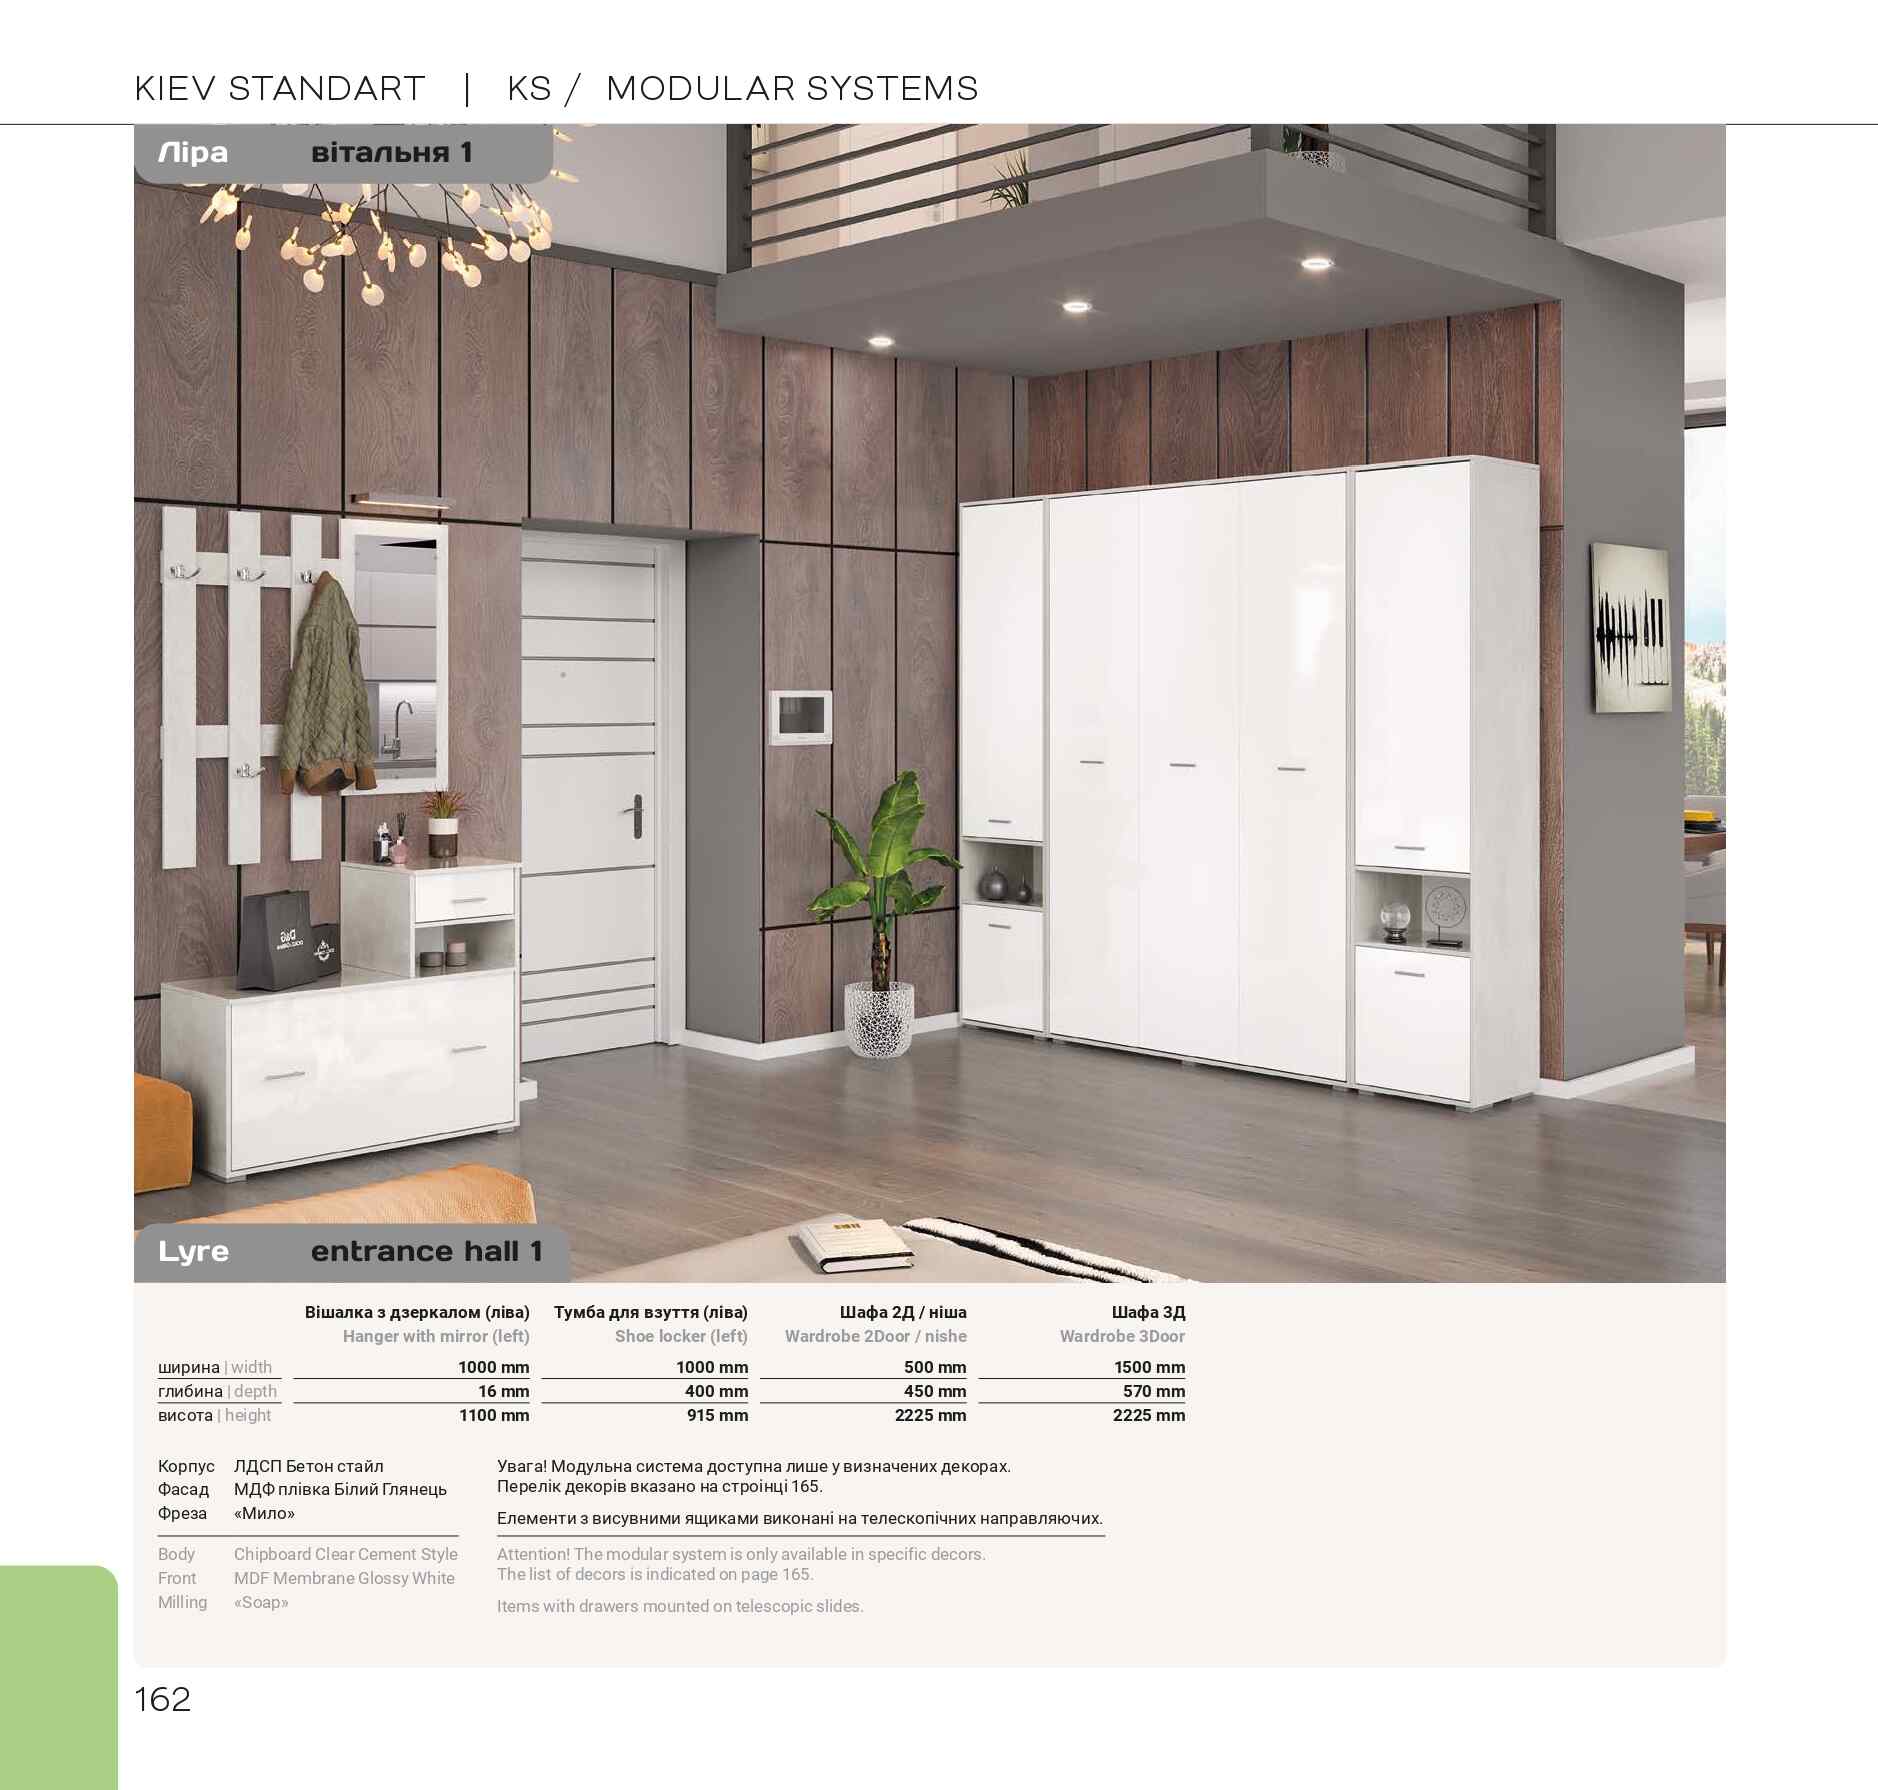 KIEV STANDART | KS / MODULAR SYSTEMS
Ліра вітальня 1
Lyre entrance hall 1
Вішалка з дзеркалом (ліва) Тумба для взуття (ліва) Шафа 2Д / ніша Шафа 3Д
Hanger with mirror (left) Shoe locker (left) Wardrobe 2Door / nishe Wardrobe 3Door
ширина | width 1000 mm 1000 mm 500 mm 1500 mm
глибина | depth 16 mm 400 mm 450 mm 570 mm
висота | height 1100 mm 915 mm 2225 mm 2225 mm
Корпус ЛДСП Бетон стайл
Фасад МДФ плівка Білий Глянець
Фреза «Мило»
Увага! Модульна система доступна лише у визначених декорах.
Перелік декорів вказано на строінці 165.
Елементи з висувними ящиками виконані на телескопічних направляючих.
Body Chipboard Clear Cement Style
Front MDF Membrane Glossy White
Milling «Soap»
Attention! The modular system is only available in specific decors.
The list of decors is indicated on page 165.
Items with drawers mounted on telescopic slides.
162